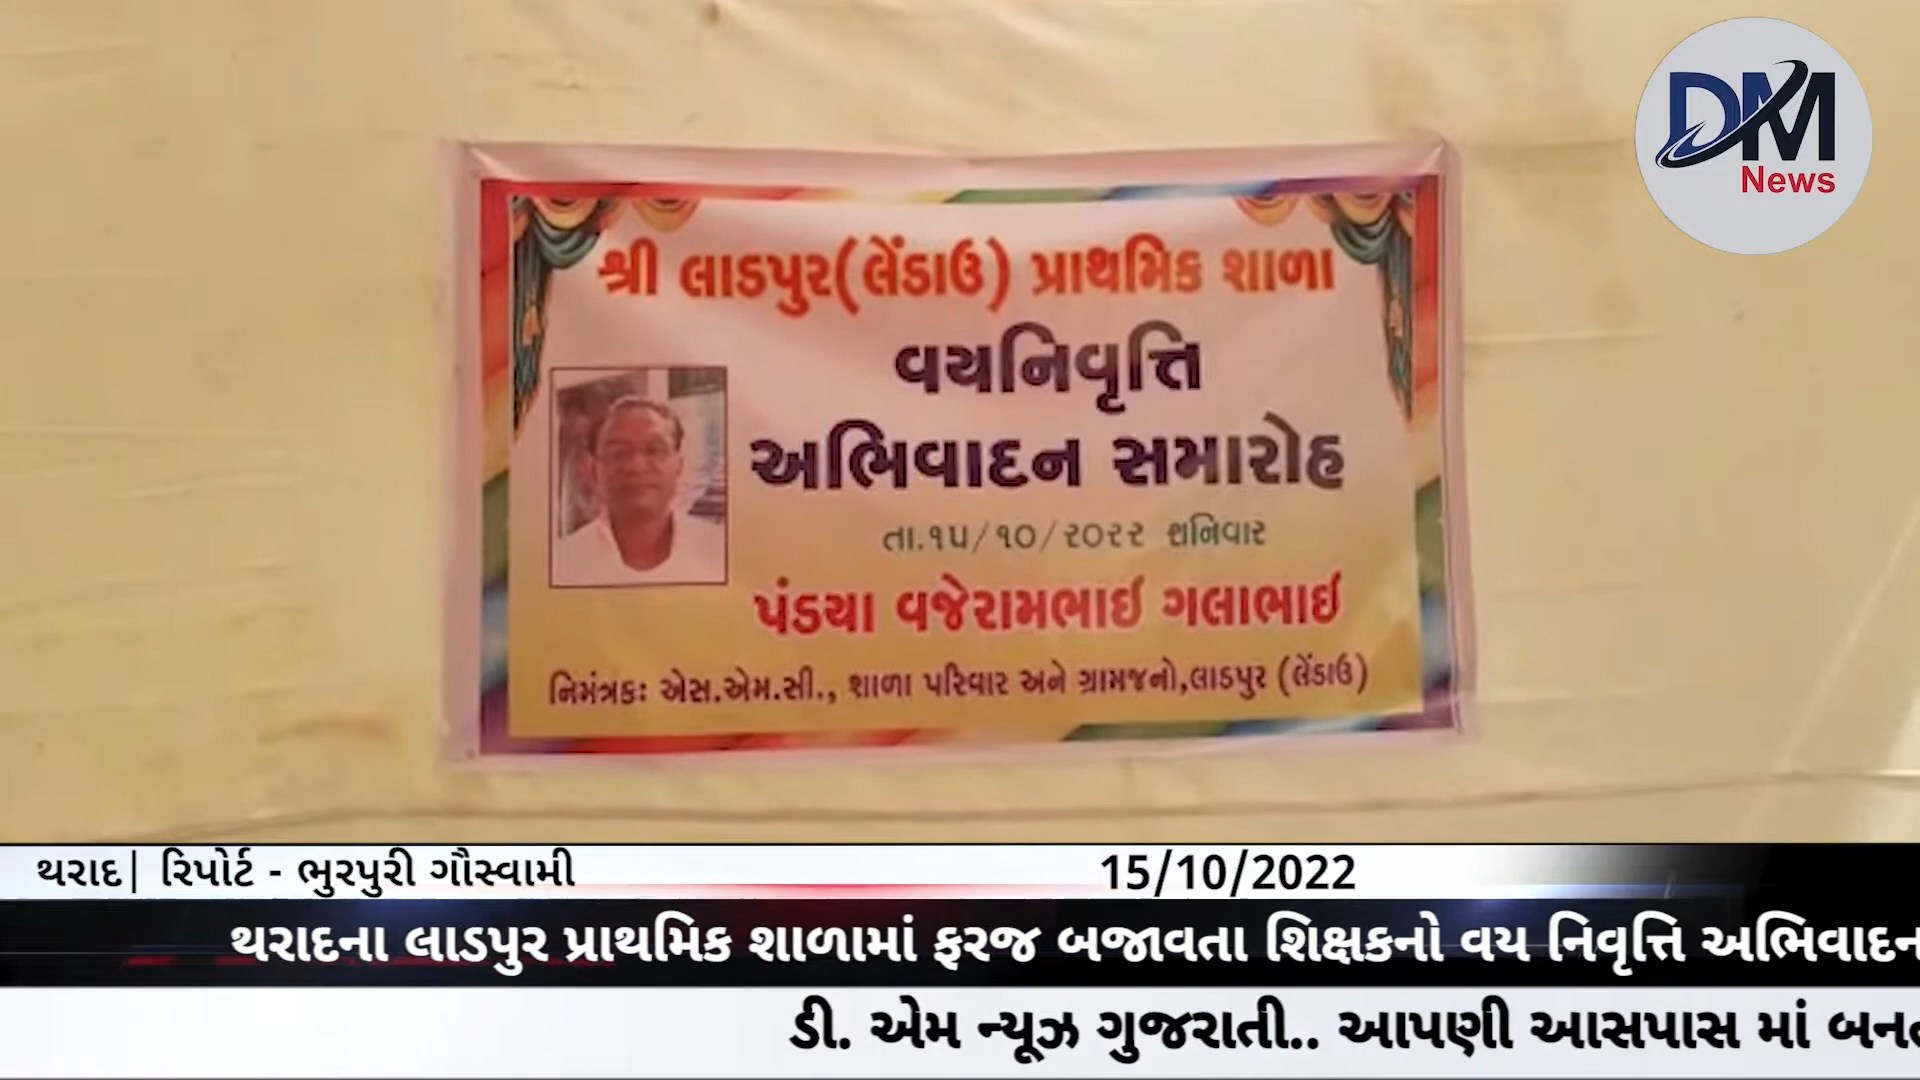 DM
News
શ્રી લાડપુર(લેંડાઉ) પ્રાથમિક શાળા
વયનિવૃત્તિ
અભિવાદન સમારોહ
તા.૧૫/૧૦/૨૦૨૨ શનિવાર
પંડયા વજેરામભાઈ ગલાભાઈ
નિમંત્રકઃ એસ.એમ.સી., શાળા પરિવાર અને ગ્રામજનો,લાડપુર (લેંડાઉ)
થરાદ| રિપોર્ટ - ભુરપુરી ગૌસ્વામી
15/10/2022
થરાદના લાડપુર પ્રાથમિક શાળામાં ફરજ બજાવતા શિક્ષકનો વય નિવૃત્તિ અભિવાદન
ડી. એમ ન્યૂઝ ગુજરાતી.. આપણી આસપાસ માં